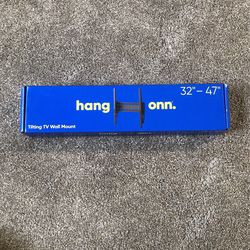 32" – 47"
hang onn.
Tilting TV Wall Mount